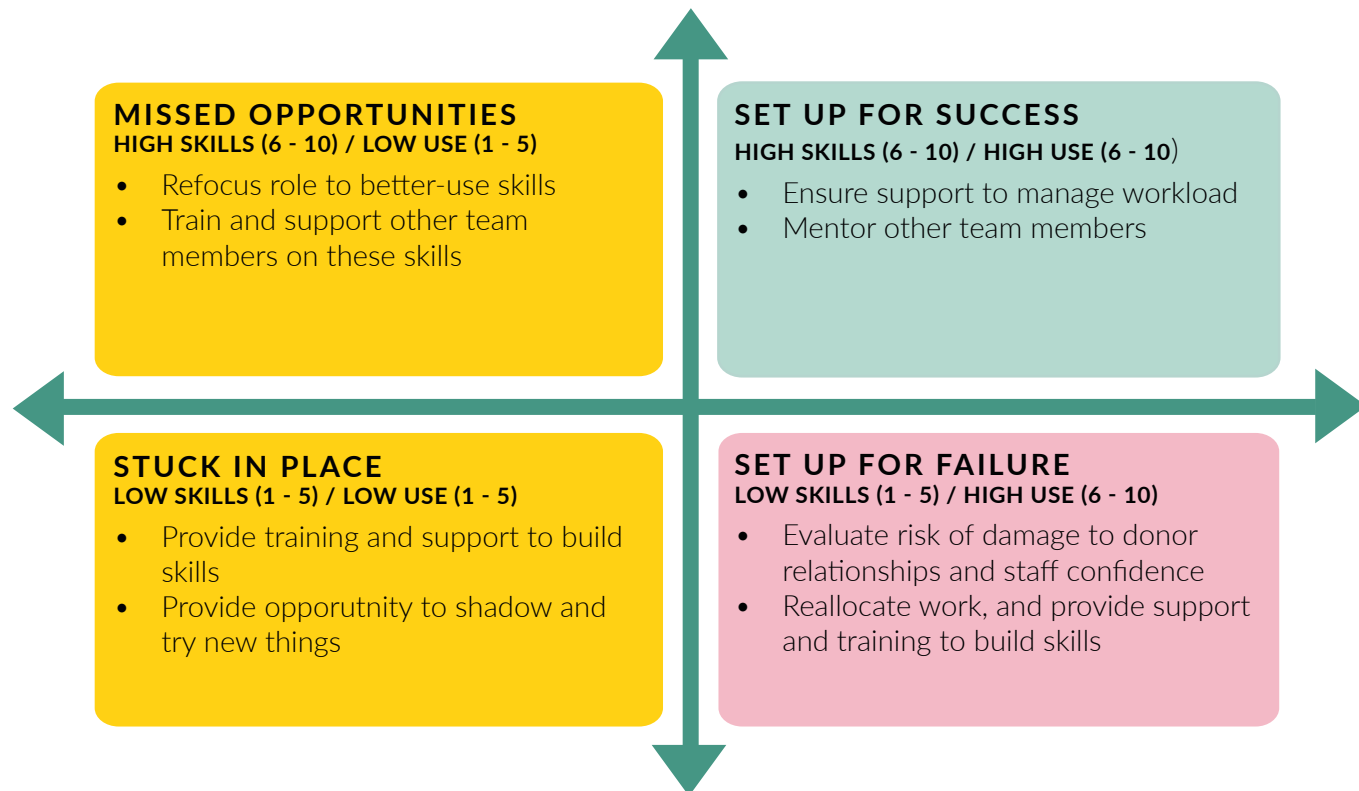 MISSED OPPORTUNITIES
HIGH SKILLS (6 - 10) / LOW USE (1 - 5)
• Refocus role to better-use skills
• Train and support other team
members on these skills
SET UP FOR SUCCESS
HIGH SKILLS (6 - 10) / HIGH USE (6 - 10)
• Ensure support to manage workload
• Mentor other team members
STUCK IN PLACE
LOW SKILLS (1 - 5) / LOW USE (1 - 5)
• Provide training and support to build
skills
• Provide opporutnity to shadow and
try new things
SET UP FOR FAILURE
LOW SKILLS (1 - 5) / HIGH USE (6 - 10)
• Evaluate risk of damage to donor
relationships and staff confidence
• Reallocate work, and provide support
and training to build skills